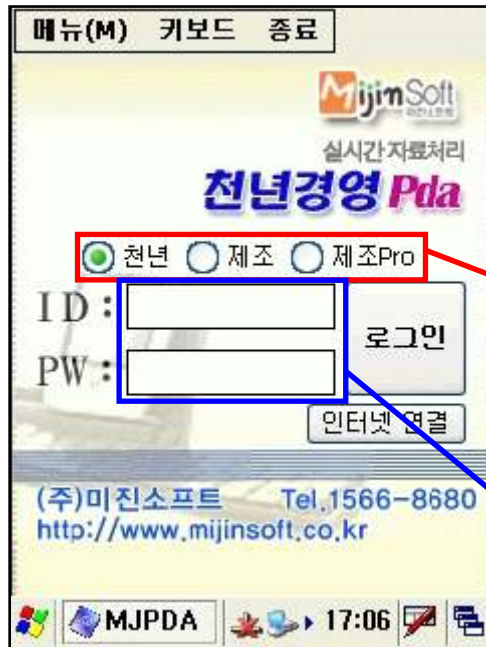 메뉴(M) 키보드 종료
MijinSoft
실시간자료처리
천년경영 Pda
천년 제조 제조Pro
ID :
로그인
PW :
인터넷 연결
(주)미진소프트 Tel.1566-8680
http://www.mijinsoft.co.kr
MJPDA 17:06